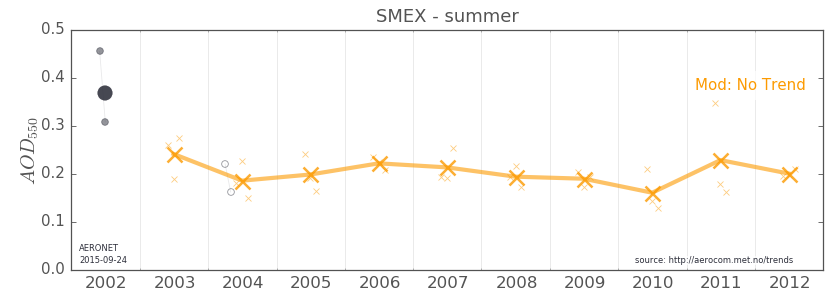 SMEX - summer
0.5
0.4
0.3
0.2
0.1
0.0
AOD550
Mod: No Trend
AERONET
2015-09-24
source: http://aerocom.met.no/trends
2002 2003 2004 2005 2006 2007 2008 2009 2010 2011 2012